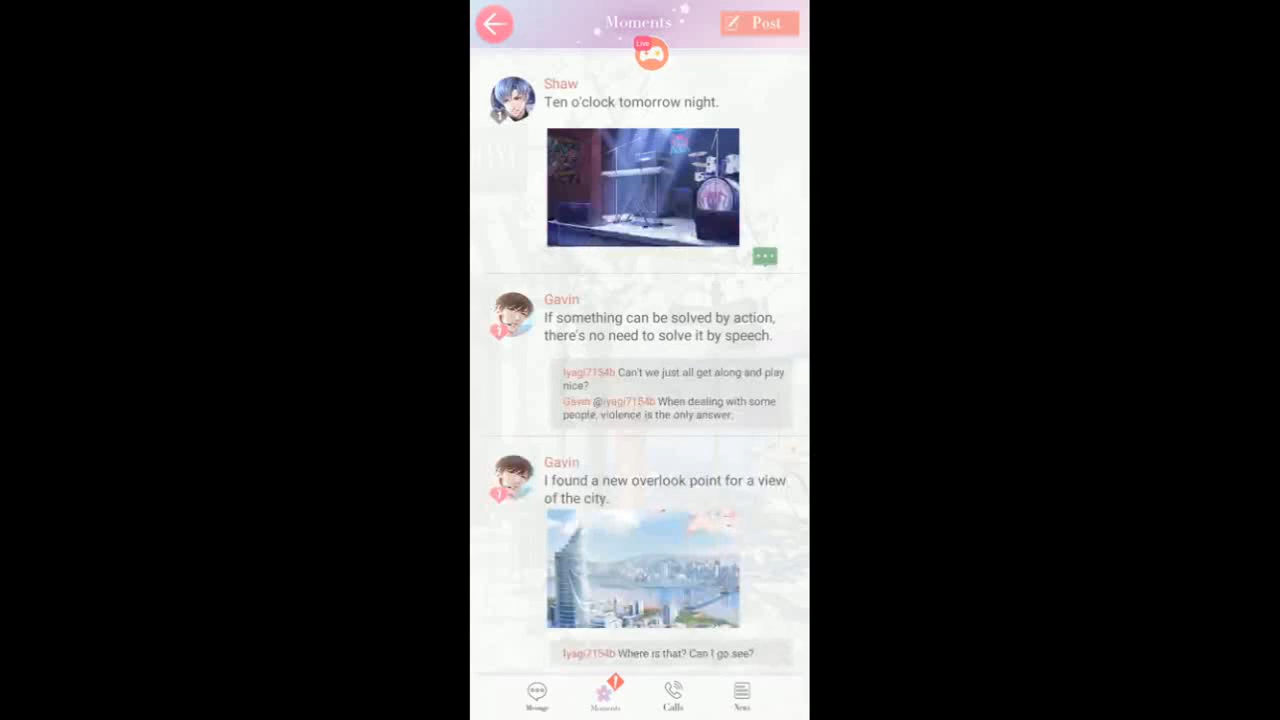 Moments
Post
Live
Shaw
Ten o'clock tomorrow night.
Gavin
If something can be solved by action,
there's no need to solve it by speech.
lyagi7154b Can't we just all get along and play
nice?
Gavin @iyagi7154b When dealing with some
people, violence is the only answer.
Gavin
I found a new overlook point for a view
of the city.
lyagi7154b Where is that? Can I go see?
Message
Moments
Calls
News